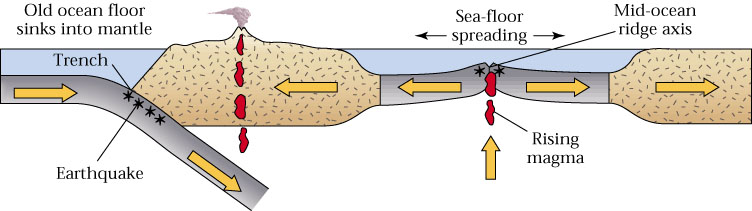 Old ocean floor
sinks into mantle
Trench
Earthquake
Sea-floor
spreading
Mid-ocean
ridge axis
Rising
magma